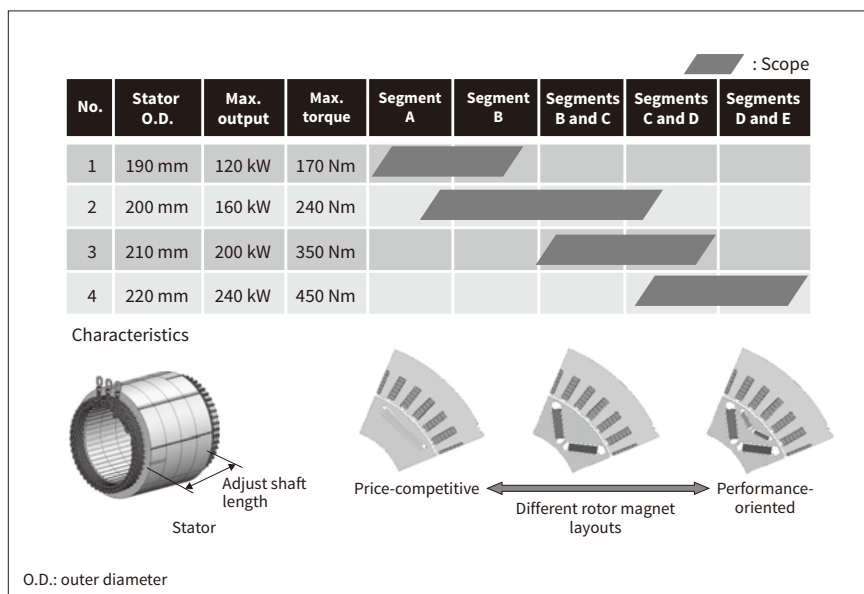 : Scope
No. Stator O.D. Max. output Max. torque Segment A Segment B Segments B and C Segments C and D Segments D and E
1 190 mm 120 kW 170 Nm
2 200 mm 160 kW 240 Nm
3 210 mm 200 kW 350 Nm
4 220 mm 240 kW 450 Nm
Characteristics
Adjust shaft
length
Stator
Price-competitive
Different rotor magnet
layouts
Performance-
oriented
O.D.: outer diameter